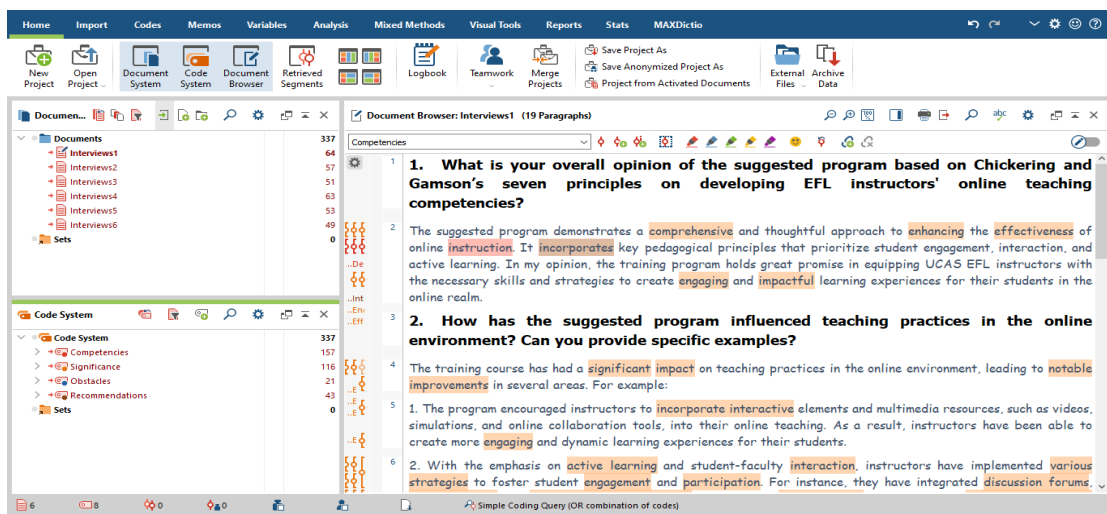 Home Import Codes Memos Variables Analysis Mixed Methods Visual Tools Reports Stats MAXDictio
New Project
Open Project
Document System
Code System
Document Browser
Retrieved Segments
Logbook
Teamwork
Merge Projects
Save Project As
Save Anonymized Project As
Project from Activated Documents
External Files
Archive Data
Documen...
Documents 337
Interviews1 64
Interviews2 57
Interviews3 51
Interviews4 63
Interviews5 53
Interviews6 49
Sets 0
Code System
Code System 337
Competencies 157
Significance 116
Obstacles 21
Recommendations 43
Sets 0
Document Browser: Interviews1 (19 Paragraphs)
abc
Competencies
1 1. What is your overall opinion of the suggested program based on Chickering and
Gamson's seven principles on developing EFL instructors' online teaching
competencies?
2 The suggested program demonstrates a comprehensive and thoughtful approach to enhancing the effectiveness of
online instruction. It incorporates key pedagogical principles that prioritize student engagement, interaction, and
..De
active learning. In my opinion, the training program holds great promise in equipping UCAS EFL instructors with
the necessary skills and strategies to create engaging and impactful learning experiences for their students in the
..Int
online realm.
..Eff
3 2. How has the suggested program influenced teaching practices in the online
environment? Can you provide specific examples?
4 The training course has had a significant impact on teaching practices in the online environment, leading to notable
improvements in several areas. For example:
..E
..E
5 1. The program encouraged instructors to incorporate interactive elements and multimedia resources, such as videos,
simulations, and online collaboration tools, into their online teaching. As a result, instructors have been able to
..E
create more engaging and dynamic learning experiences for their students.
6 2. With the emphasis on active learning and student-faculty interaction, instructors have implemented various
strategies to foster student engagement and participation. For instance, they have integrated discussion forums,
6 8 0 0
Simple Coding Query (OR combination of codes)